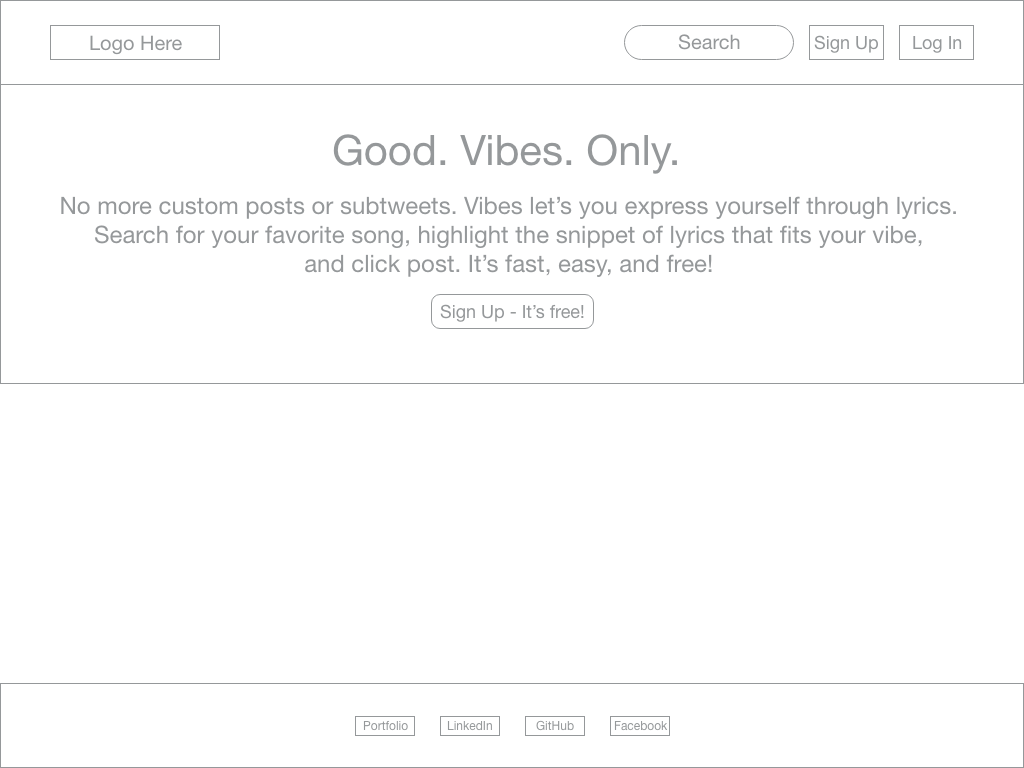 Logo Here
Search
Sign Up
Log In
Good. Vibes. Only.
No more custom posts or subtweets. Vibes let’s you express yourself through lyrics.
Search for your favorite song, highlight the snippet of lyrics that fits your vibe,
and click post. It’s fast, easy, and free!
Sign Up - It’s free!
Portfolio
LinkedIn
GitHub
Facebook